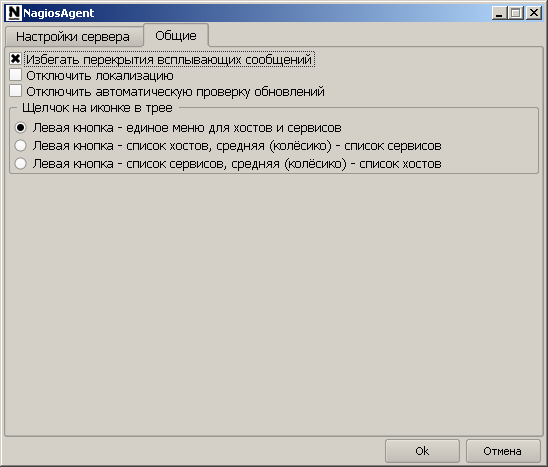 NagiosAgent
Настройки сервера
Общие
Избегать перекрытия всплывающих сообщений
Отключить локализацию
Отключить автоматическую проверку обновлений
Щелчок на иконке в трее
Левая кнопка - единое меню для хостов и сервисов
Левая кнопка - список хостов, средняя (колёсико) - список сервисов
Левая кнопка - список сервисов, средняя (колёсико) - список хостов
Ok
Отмена